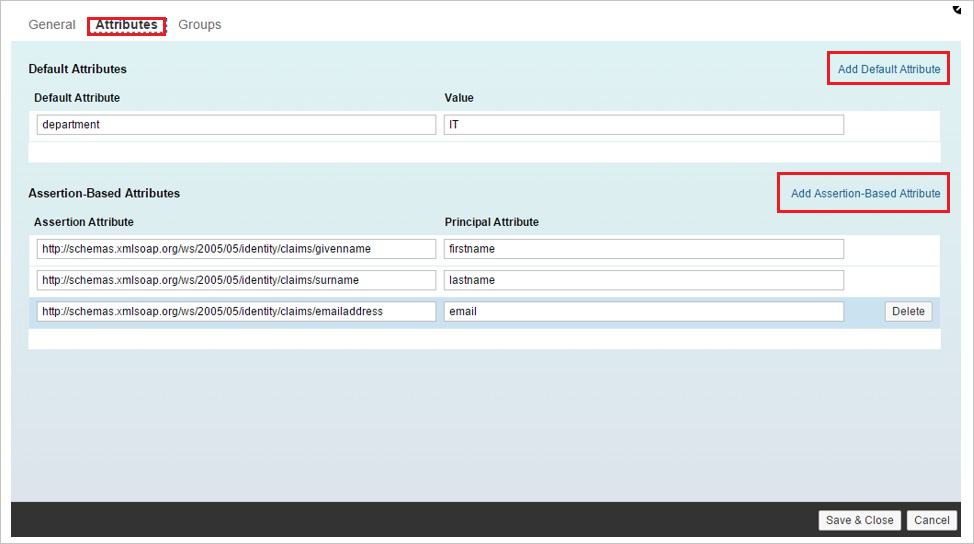 General Attributes Groups
Default Attributes Add Default Attribute
Default Attribute Value
department IT
Assertion-Based Attributes Add Assertion-Based Attribute
Assertion Attribute Principal Attribute
http://schemas.xmlsoap.org/ws/2005/05/identity/claims/givenname firstname
http://schemas.xmlsoap.org/ws/2005/05/identity/claims/surname lastname
http://schemas.xmlsoap.org/ws/2005/05/identity/claims/emailaddress email Delete
Save & Close Cancel